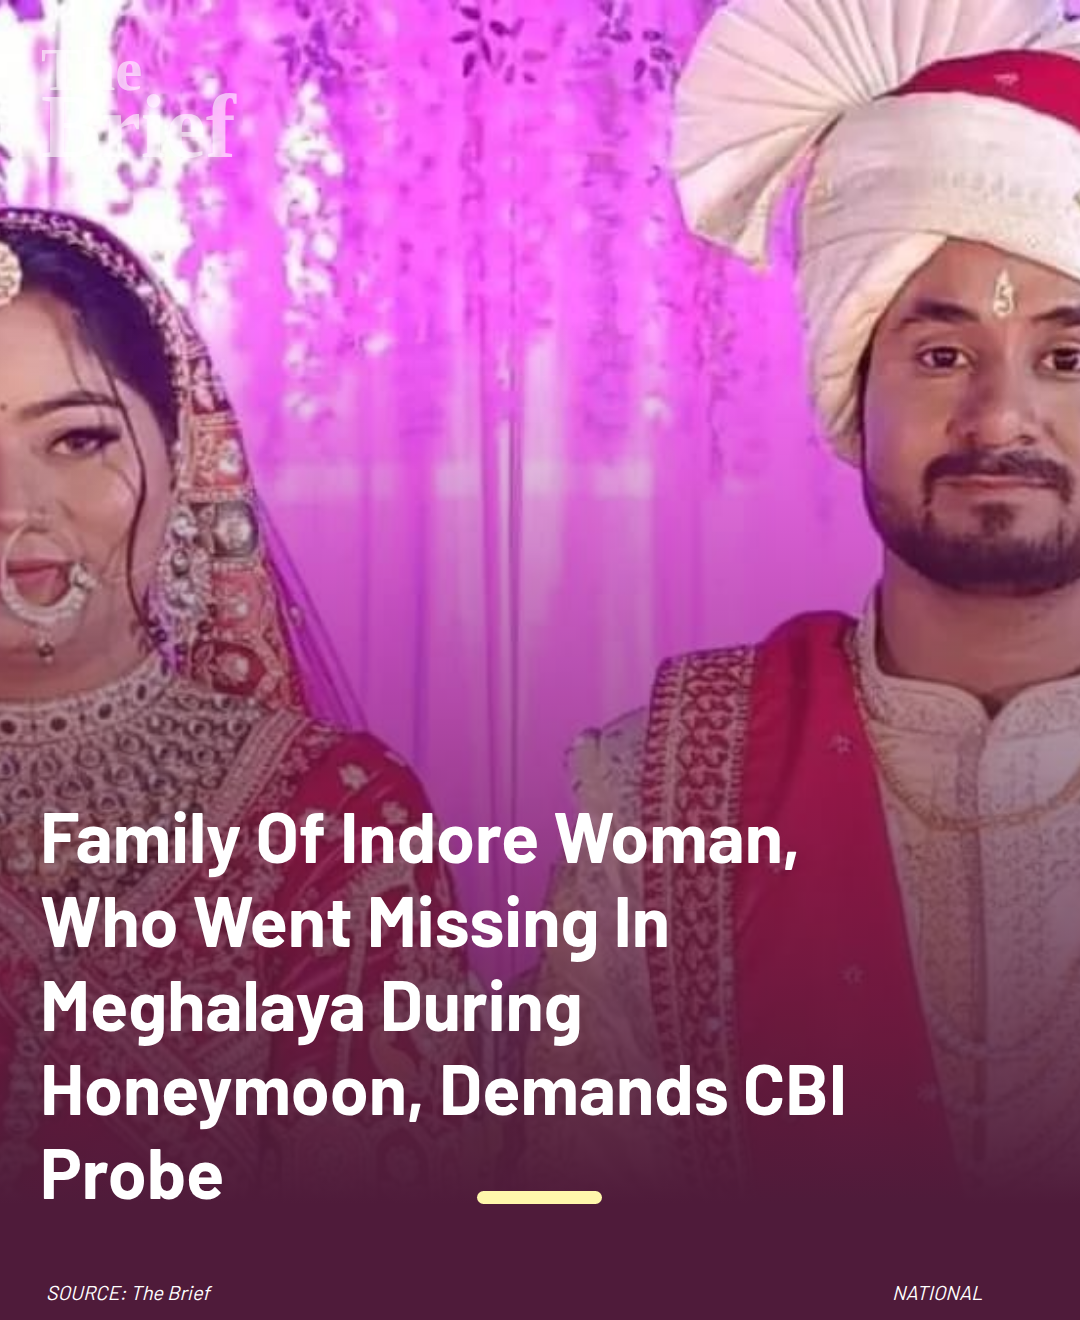 The
Brief
Family Of Indore Woman,
Who Went Missing In
Meghalaya During
Honeymoon, Demands CBI
Probe
SOURCE: The Brief
NATIONAL